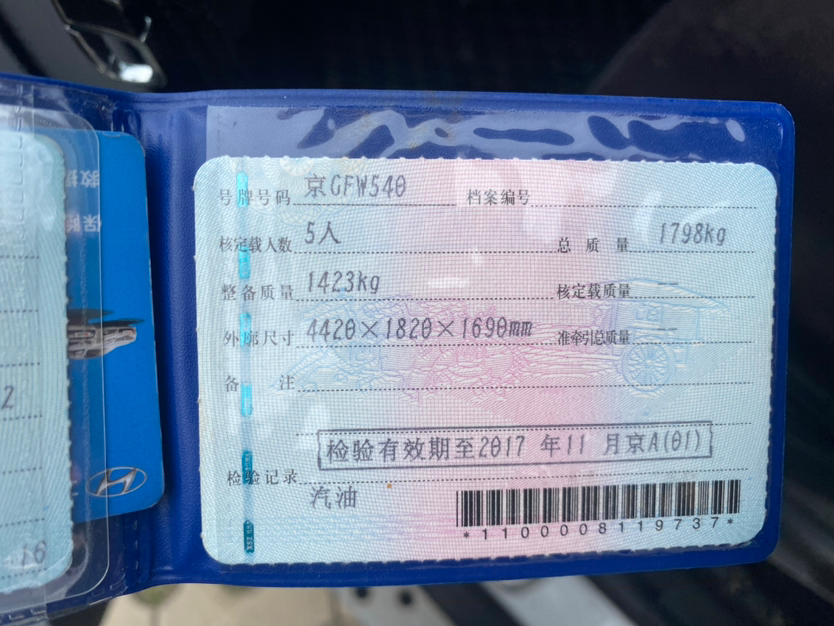 号牌号码 京GFW540 档案编号
核定载人数 5人 总质量 1798kg
整备质量 1423kg 核定载质量 —
外廓尺寸 4420×1820×1690mm 准牵引总质量 —
备注
检验有效期至2017 年11 月京A(01)
检验记录
汽油
*1100008119737*